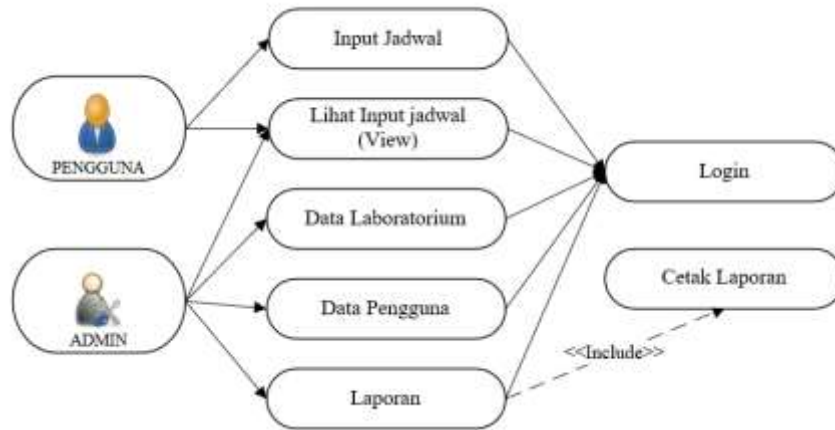 Input Jadwal
PENGGUNA
Lihat Input jadwal
(View)
Login
Data Laboratorium
Cetak Laporan
ADMIN
Data Pengguna
<<Include>>
Laporan